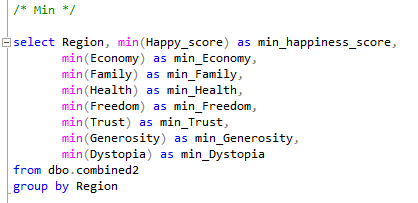 /* Min */
select Region, min(Happy_score) as min_happiness_score,
min(Economy) as min_Economy,
min(Family) as min_Family,
min(Health) as min_Health,
min(Freedom) as min_Freedom,
min(Trust) as min_Trust,
min(Generosity) as min_Generosity,
min(Dystopia) as min_Dystopia
from dbo.combined2
group by Region